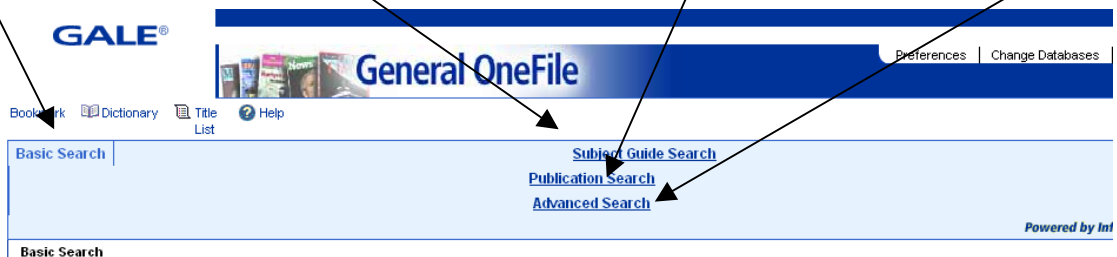 GALE®
General OneFile
Preferences | Change Databases |
Bookmark Dictionary Title List Help
Basic Search
Subject Guide Search
Publication Search
Advanced Search
Powered by Inf
Basic Search